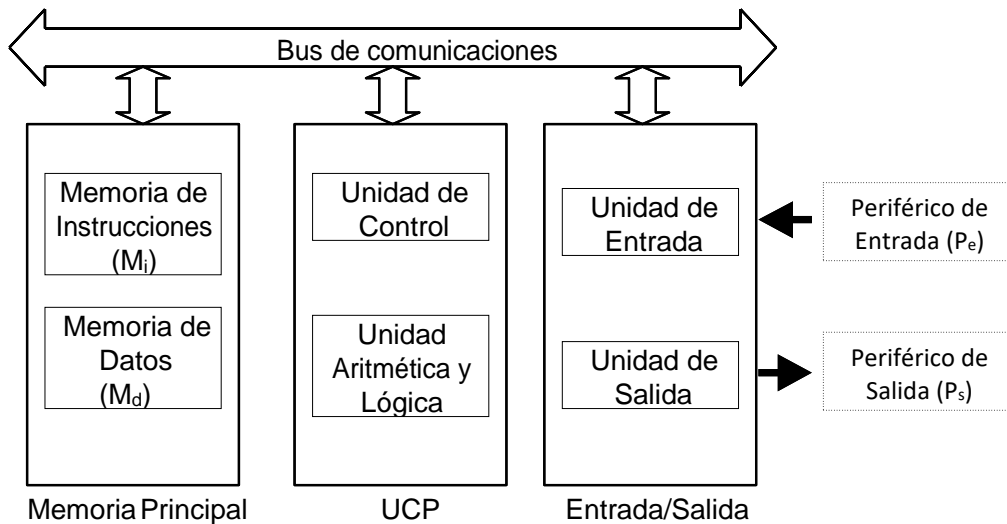 Bus de comunicaciones
Memoria de
Instrucciones
(Mi)
Memoria de
Datos
(Md)
Memoria Principal
Unidad de
Control
Unidad
Aritmética y
Lógica
UCP
Unidad de
Entrada
Unidad de
Salida
Entrada/Salida
Periférico de
Entrada (Pe)
Periférico de
Salida (Ps)